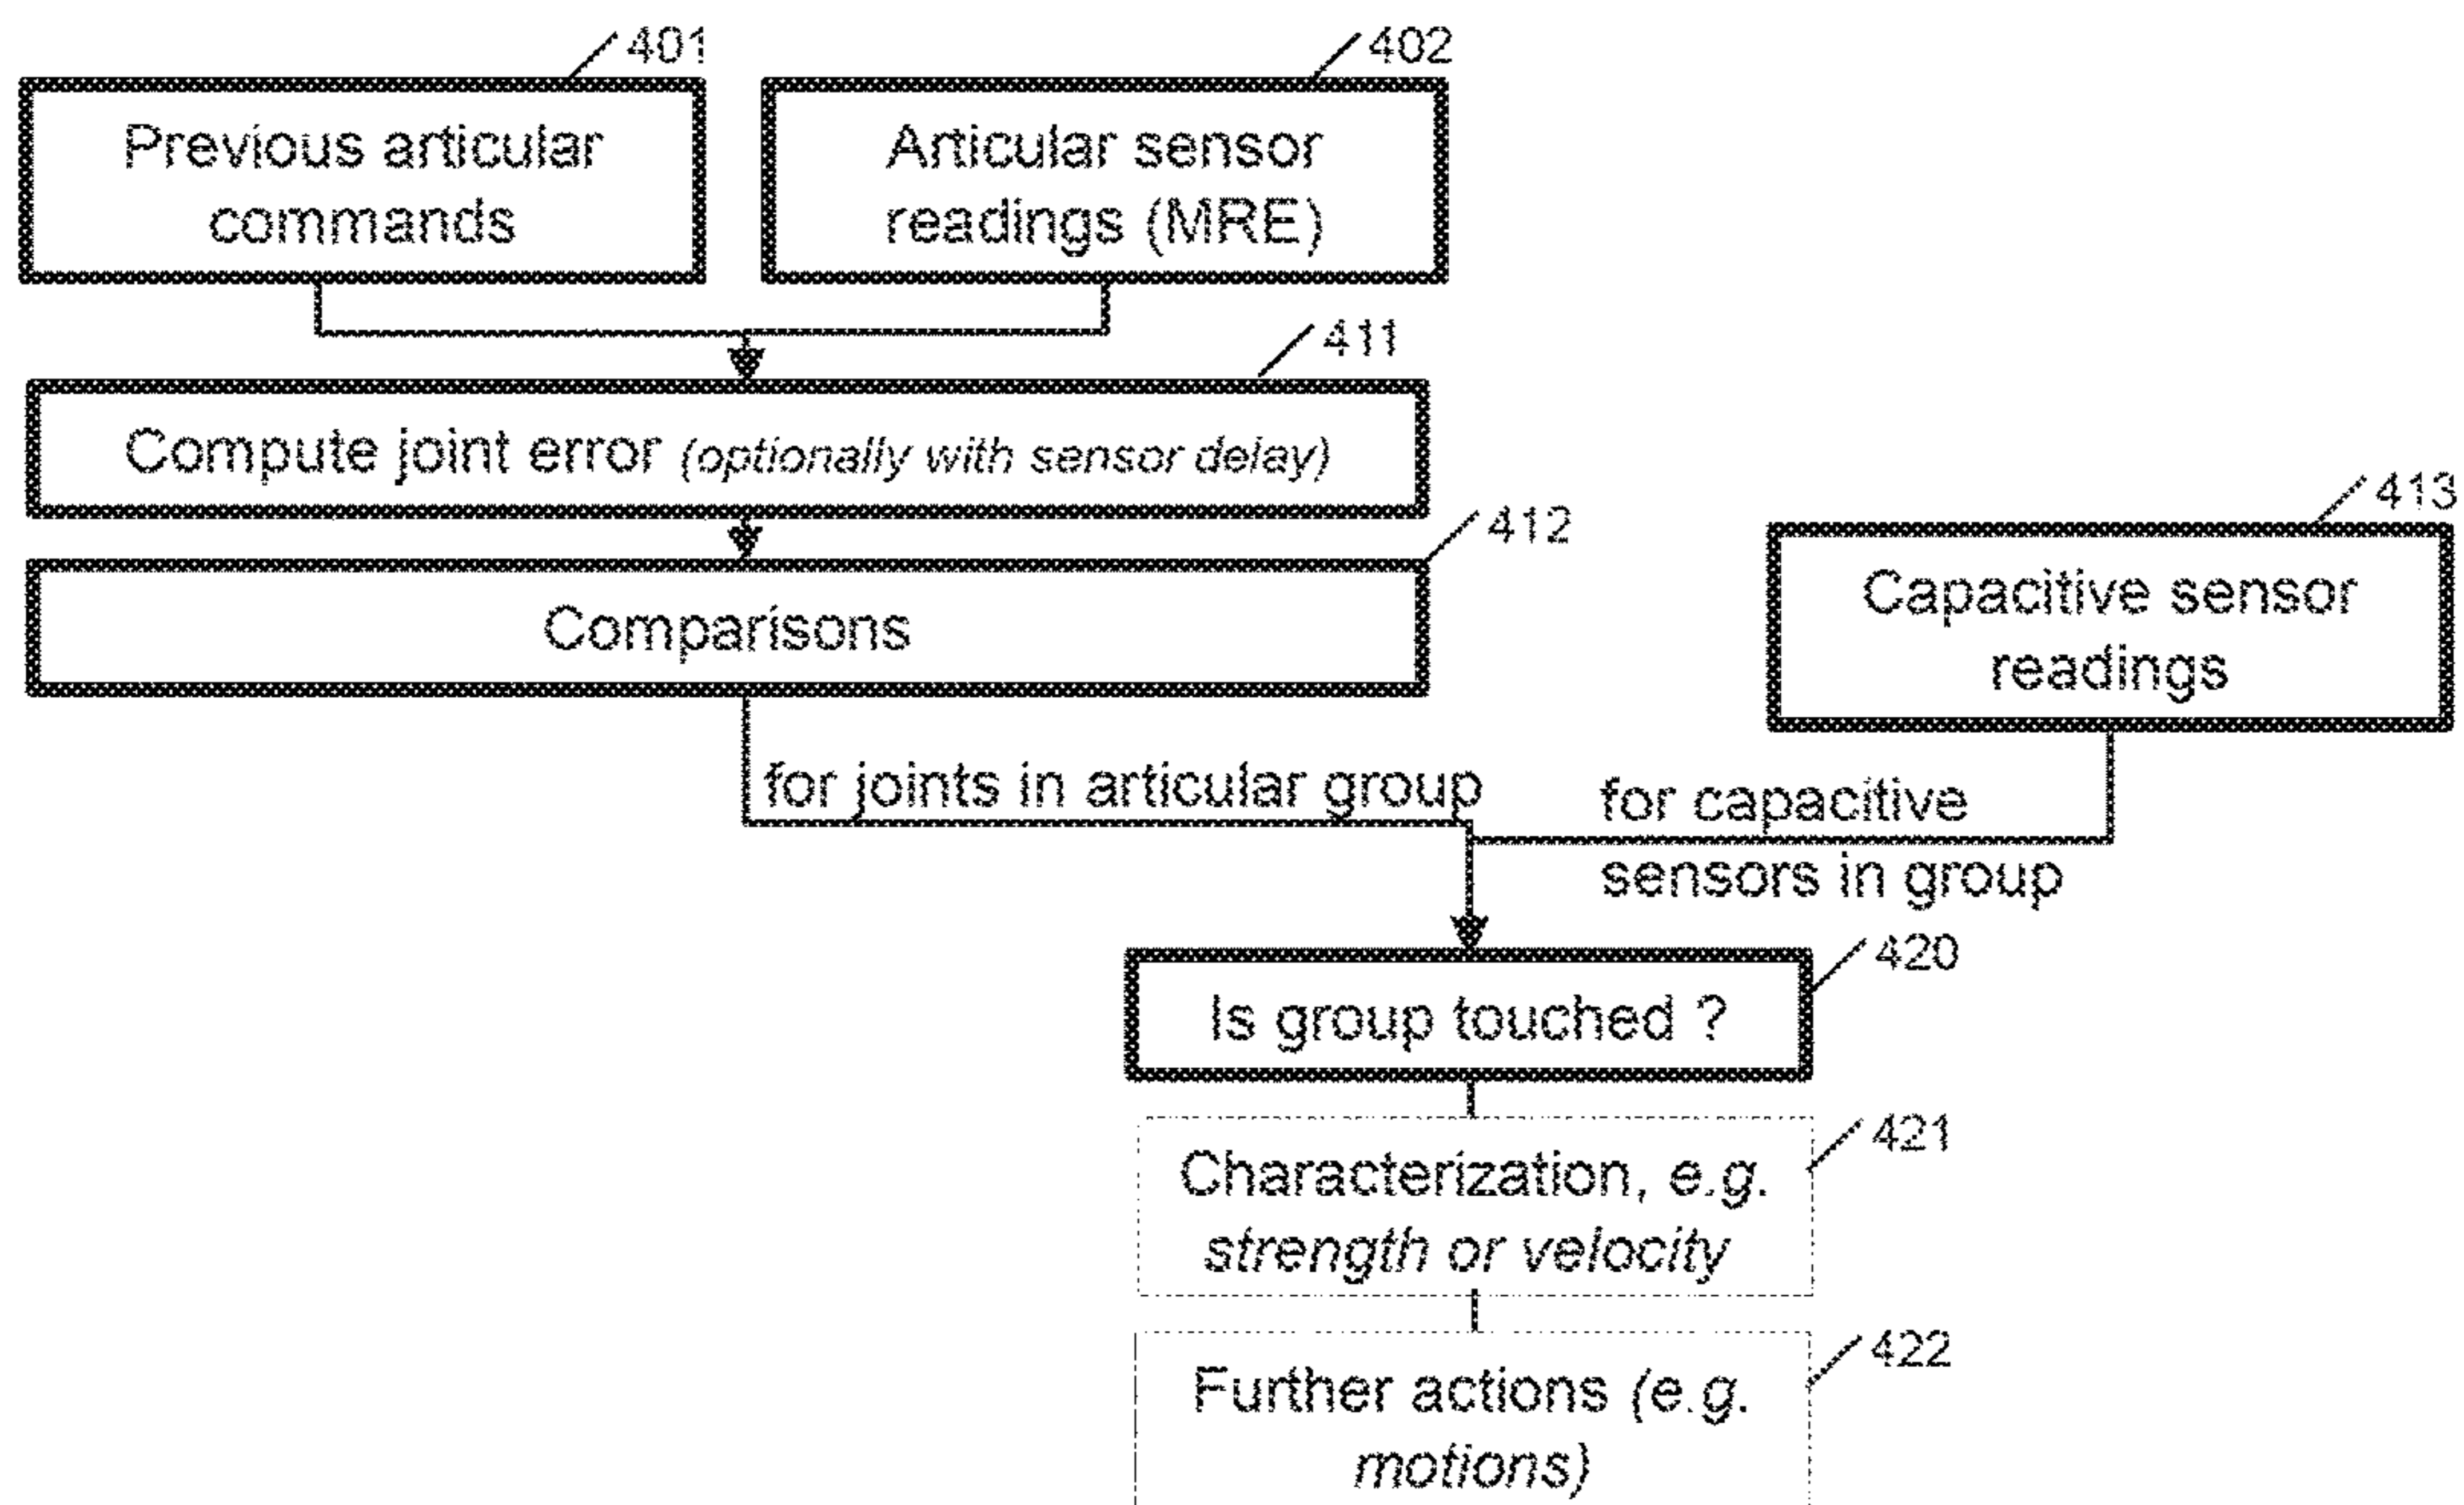 401
402
Previous articular
commands
Articular sensor
readings (MRE)
411
Compute joint error (optionally with sensor delay)
412
413
Comparisons
Capacitive sensor
readings
for joints in articular group
for capacitive
sensors in group
420
Is group touched ?
421
Characterization, e.g.
strength or velocity
422
Further actions (e.g.
motions)